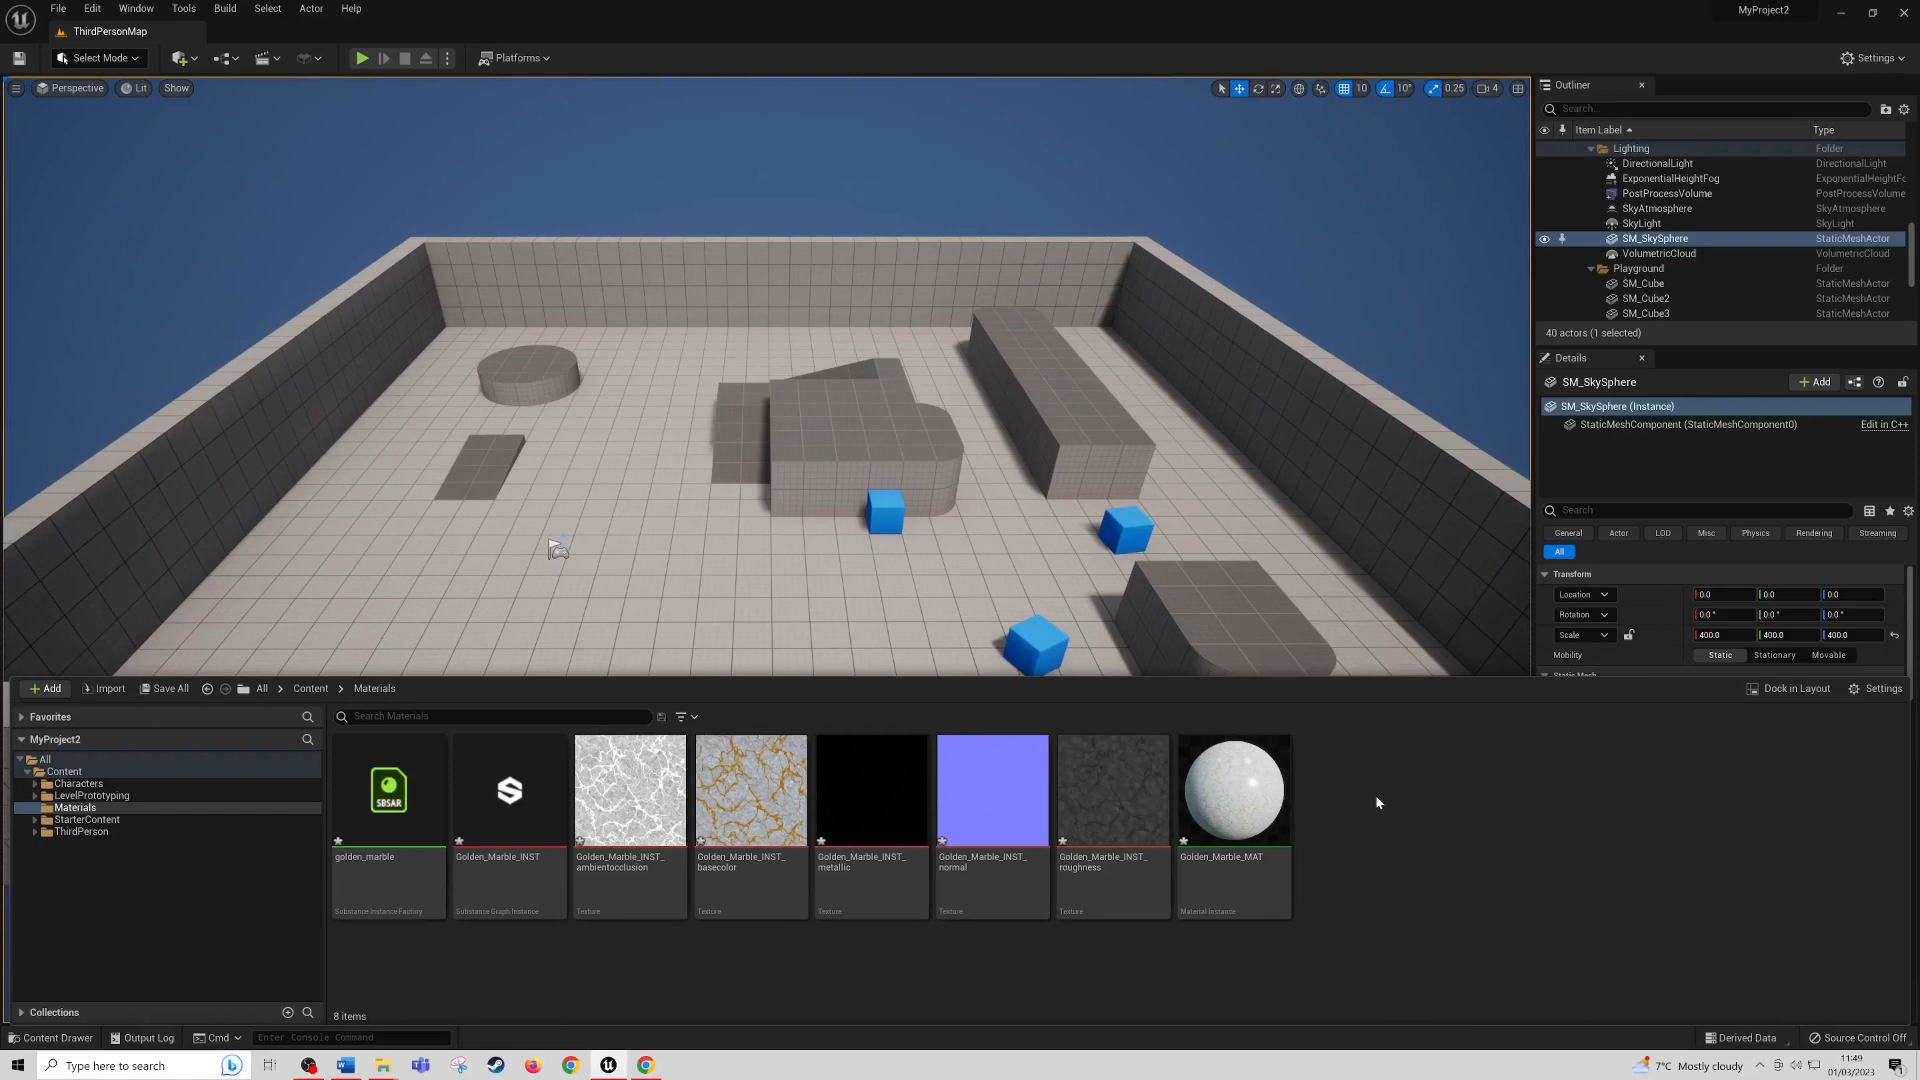 File Edit Window Tools Build Select Actor Help MyProject2
ThirdPersonMap
Select Mode Platforms Settings
Perspective Lit Show 10 10° 0.25 4
Outliner
Search...
Item Label Type
Lighting Folder
DirectionalLight DirectionalLight
ExponentialHeightFog ExponentialHeightFc
PostProcessVolume PostProcessVolume
SkyAtmosphere SkyAtmosphere
SkyLight SkyLight
SM_SkySphere StaticMeshActor
VolumetricCloud VolumetricCloud
Playground Folder
SM_Cube StaticMeshActor
SM_Cube2 StaticMeshActor
SM_Cube3 StaticMeshActor
40 actors (1 selected)
Details
SM_SkySphere Add
SM_SkySphere (Instance)
StaticMeshComponent (StaticMeshComponent0) Edit in C++
Search
General Actor LOD Misc Physics Rendering Streaming
All
Transform
Location 0.0 0.0 0.0
Rotation 0.0° 0.0° 0.0°
Scale 400.0 400.0 400.0
Mobility Static Stationary Movable
Add Import Save All All Content Materials Dock in Layout Settings
Favorites
Search Materials
MyProject2
All
Content
Characters
LevelPrototyping
Materials
StarterContent
ThirdPerson
Collections
SBSAR
golden_marble
Substance Instance Factory
Golden_Marble_INST
Substance Graph Instance
Golden_Marble_INST_
ambientocclusion
Texture
Golden_Marble_INST_
basecolor
Texture
Golden_Marble_INST_
metallic
Texture
Golden_Marble_INST_
normal
Texture
Golden_Marble_INST_
roughness
Texture
Golden_Marble_MAT
Material Instance
8 items
Content Drawer Output Log Cmd Enter Console Command Derived Data Source Control Off
Type here to search 7°C Mostly cloudy 11:49
01/03/2023